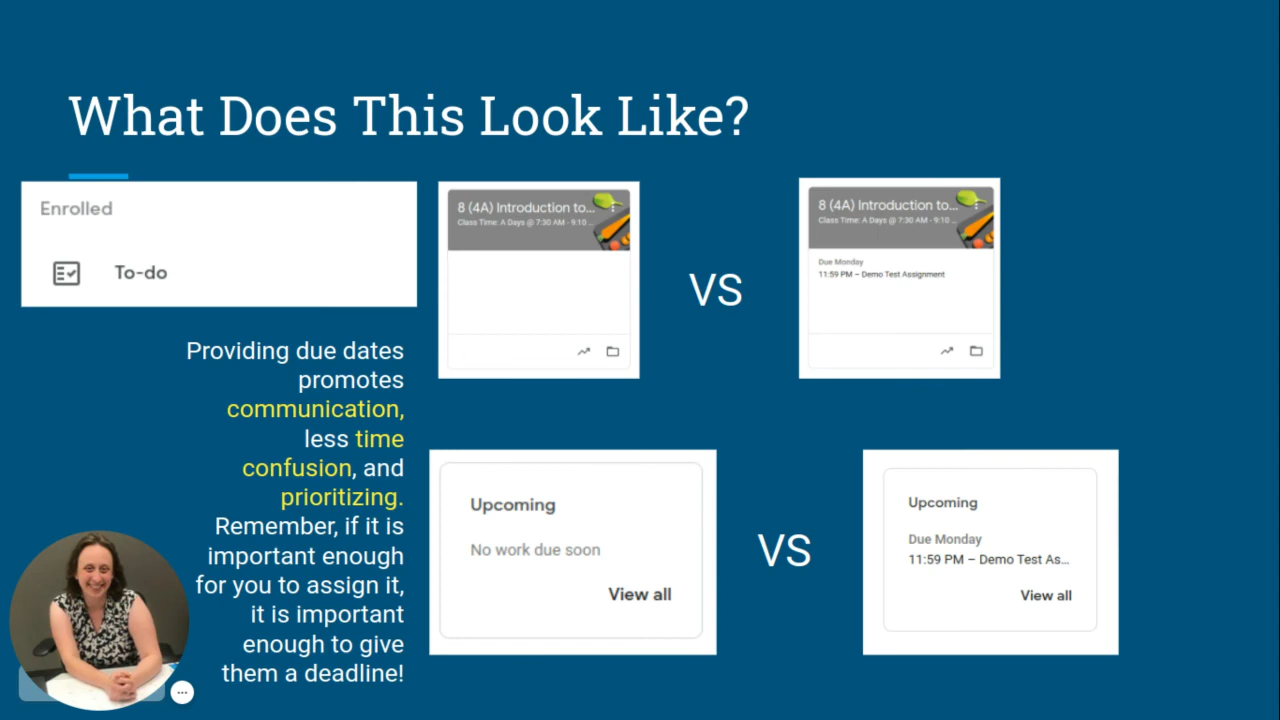 What Does This Look Like?
Enrolled
To-do
8 (4A) Introduction to...
Class Time: A Days @ 7:30 AM - 9:10 ...
VS
8 (4A) Introduction to...
Class Time: A Days @ 7:30 AM - 9:10 ...
Due Monday
11:59 PM – Demo Test Assignment
Providing due dates
promotes
communication,
less time
confusion, and
prioritizing.
Remember, if it is
important enough
for you to assign it,
it is important
enough to give
them a deadline!
Upcoming
No work due soon
View all
VS
Upcoming
Due Monday
11:59 PM – Demo Test As...
View all